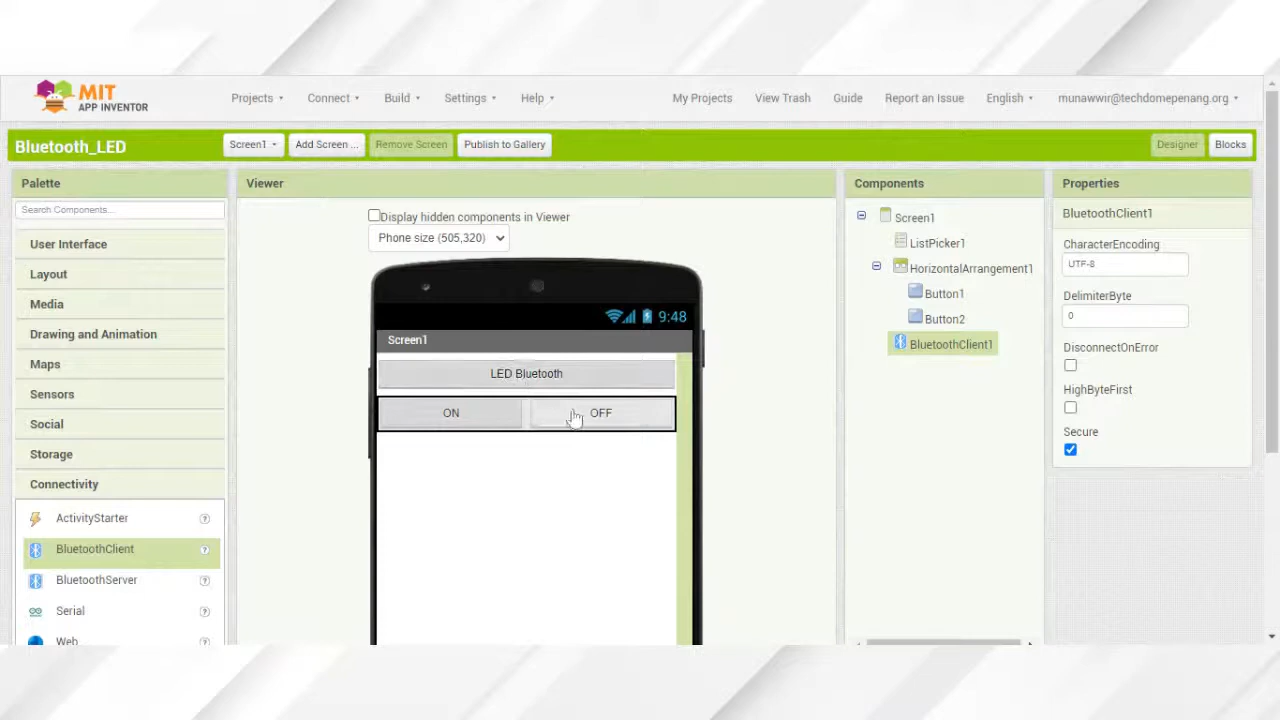 MIT
APP INVENTOR
Projects
Connect
Build
Settings
Help
My Projects
View Trash
Guide
Report an Issue
English
munawwir@techdomepenang.org
Bluetooth_LED
Screen1
Add Screen ...
Remove Screen
Publish to Gallery
Designer
Blocks
Palette
Search Components...
User Interface
Layout
Media
Drawing and Animation
Maps
Sensors
Social
Storage
Connectivity
ActivityStarter
BluetoothClient
BluetoothServer
Serial
Web
Viewer
Display hidden components in Viewer
Phone size (505,320)
9:48
Screen1
LED Bluetooth
ON
OFF
Components
Screen1
ListPicker1
HorizontalArrangement1
Button1
Button2
BluetoothClient1
Properties
BluetoothClient1
CharacterEncoding
UTF-8
DelimiterByte
0
DisconnectOnError
HighByteFirst
Secure